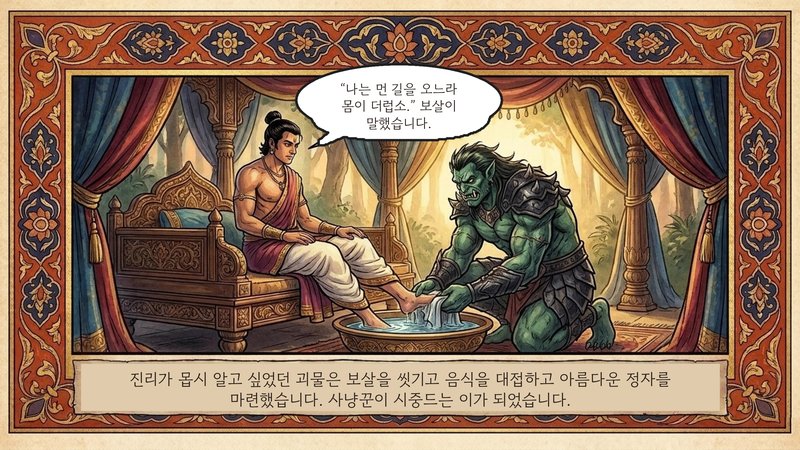 “나는 먼 길을 오느라
몸이 더럽소.” 보살이
말했습니다.
진리가 몹시 알고 싶었던 괴물은 보살을 씻기고 음식을 대접하고 아름다운 정자를
마련했습니다. 사냥꾼이 시중드는 이가 되었습니다.